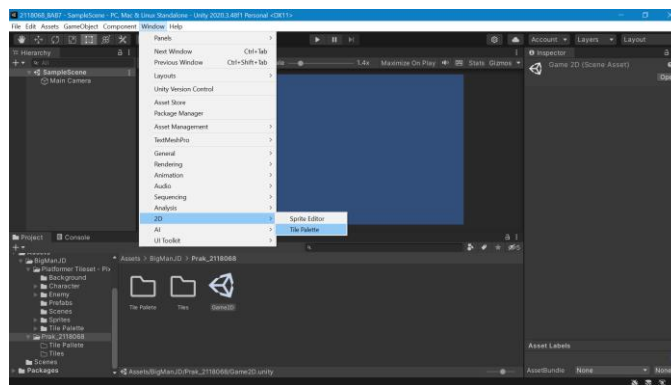 2118068_BAB7 - SampleScene - PC, Mac & Linux Standalone - Unity 2020.3.48f1 Personal <DX11>
File Edit Assets GameObject Component Window Help
Account Layers Layout
Hierarchy
All
SampleScene
Main Camera
Panels
Next Window Ctrl+Tab
Previous Window Ctrl+Shift+Tab
Layouts
Unity Version Control
Asset Store
Package Manager
Asset Management
TextMeshPro
General
Rendering
Animation
Audio
Sequencing
Analysis
2D
AI
UI Toolkit
Sprite Editor
Tile Palette
1.4x Maximize On Play Stats Gizmos
Inspector
Game 2D (Scene Asset)
Open
Project Console
BigManJD
Platformer Tileset - Pix
Background
Character
Enemy
Prefabs
Scenes
Sprites
Tile Palette
Prak_2118068
Tile Pallete
Tiles
Scenes
Packages
Assets > BigManJD > Prak_2118068
Tile Palette Tiles Game2D
Assets/BigManJD/Prak_2118068/Game2D.unity
Asset Labels
AssetBundle None None